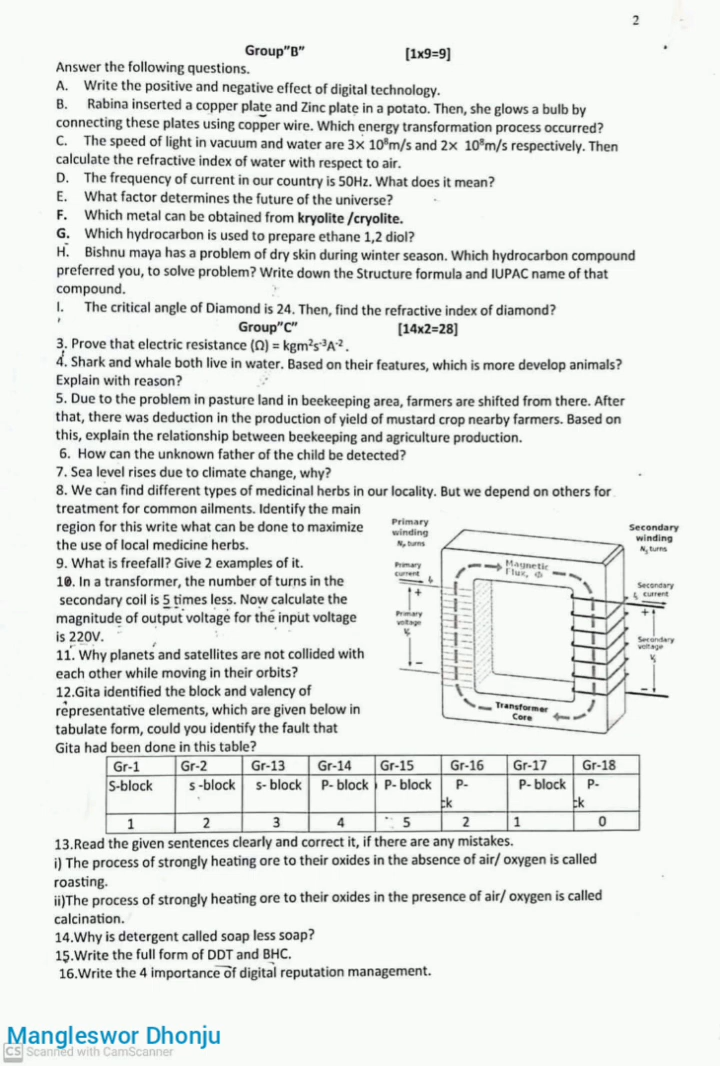 2
Group"B" [1x9=9]
Answer the following questions.
A. Write the positive and negative effect of digital technology.
B. Rabina inserted a copper plate and Zinc plate in a potato. Then, she glows a bulb by
connecting these plates using copper wire. Which energy transformation process occurred?
C. The speed of light in vacuum and water are 3× 10⁸m/s and 2× 10⁸m/s respectively. Then
calculate the refractive index of water with respect to air.
D. The frequency of current in our country is 50Hz. What does it mean?
E. What factor determines the future of the universe?
F. Which metal can be obtained from kryolite /cryolite.
G. Which hydrocarbon is used to prepare ethane 1,2 diol?
H. Bishnu maya has a problem of dry skin during winter season. Which hydrocarbon compound
preferred you, to solve problem? Write down the Structure formula and IUPAC name of that
compound.
I. The critical angle of Diamond is 24. Then, find the refractive index of diamond?
Group"C" [14x2=28]
3. Prove that electric resistance (Ω) = kgm²s⁻³A⁻².
4. Shark and whale both live in water. Based on their features, which is more develop animals?
Explain with reason?
5. Due to the problem in pasture land in beekeeping area, farmers are shifted from there. After
that, there was deduction in the production of yield of mustard crop nearby farmers. Based on
this, explain the relationship between beekeeping and agriculture production.
6. How can the unknown father of the child be detected?
7. Sea level rises due to climate change, why?
8. We can find different types of medicinal herbs in our locality. But we depend on others for
treatment for common ailments. Identify the main
region for this write what can be done to maximize
the use of local medicine herbs.
9. What is freefall? Give 2 examples of it.
10. In a transformer, the number of turns in the
secondary coil is 5 times less. Now calculate the
magnitude of output voltage for the input voltage
is 220V.
11. Why planets and satellites are not collided with
each other while moving in their orbits?
12.Gita identified the block and valency of
representative elements, which are given below in
tabulate form, could you identify the fault that
Gita had been done in this table?
Primary
winding
Nₚ turns
Primary
current
+
Primary
voltage
-
Magnetic
Flux, Φ
Transformer
Core
Secondary
winding
Nₛ turns
Secondary
current
+
Secondary
voltage
-
Gr-1 Gr-2 Gr-13 Gr-14 Gr-15 Gr-16 Gr-17 Gr-18
S-block s -block s- block P- block P- block P- P- block P-
ck ck
1 2 3 4 5 2 1 0
13.Read the given sentences clearly and correct it, if there are any mistakes.
i) The process of strongly heating ore to their oxides in the absence of air/ oxygen is called
roasting.
ii)The process of strongly heating ore to their oxides in the presence of air/ oxygen is called
calcination.
14.Why is detergent called soap less soap?
15.Write the full form of DDT and BHC.
16.Write the 4 importance of digital reputation management.
Mangleswor Dhonju
CS Scanned with CamScanner